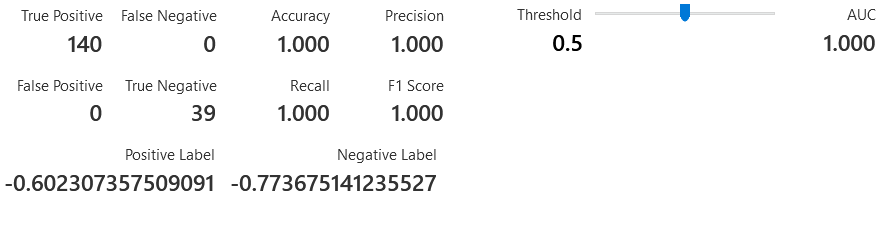 True Positive False Negative Accuracy Precision Threshold AUC
140 0 1.000 1.000 0.5 1.000
False Positive True Negative Recall F1 Score
0 39 1.000 1.000
Positive Label Negative Label
-0.602307357509091 -0.773675141235527